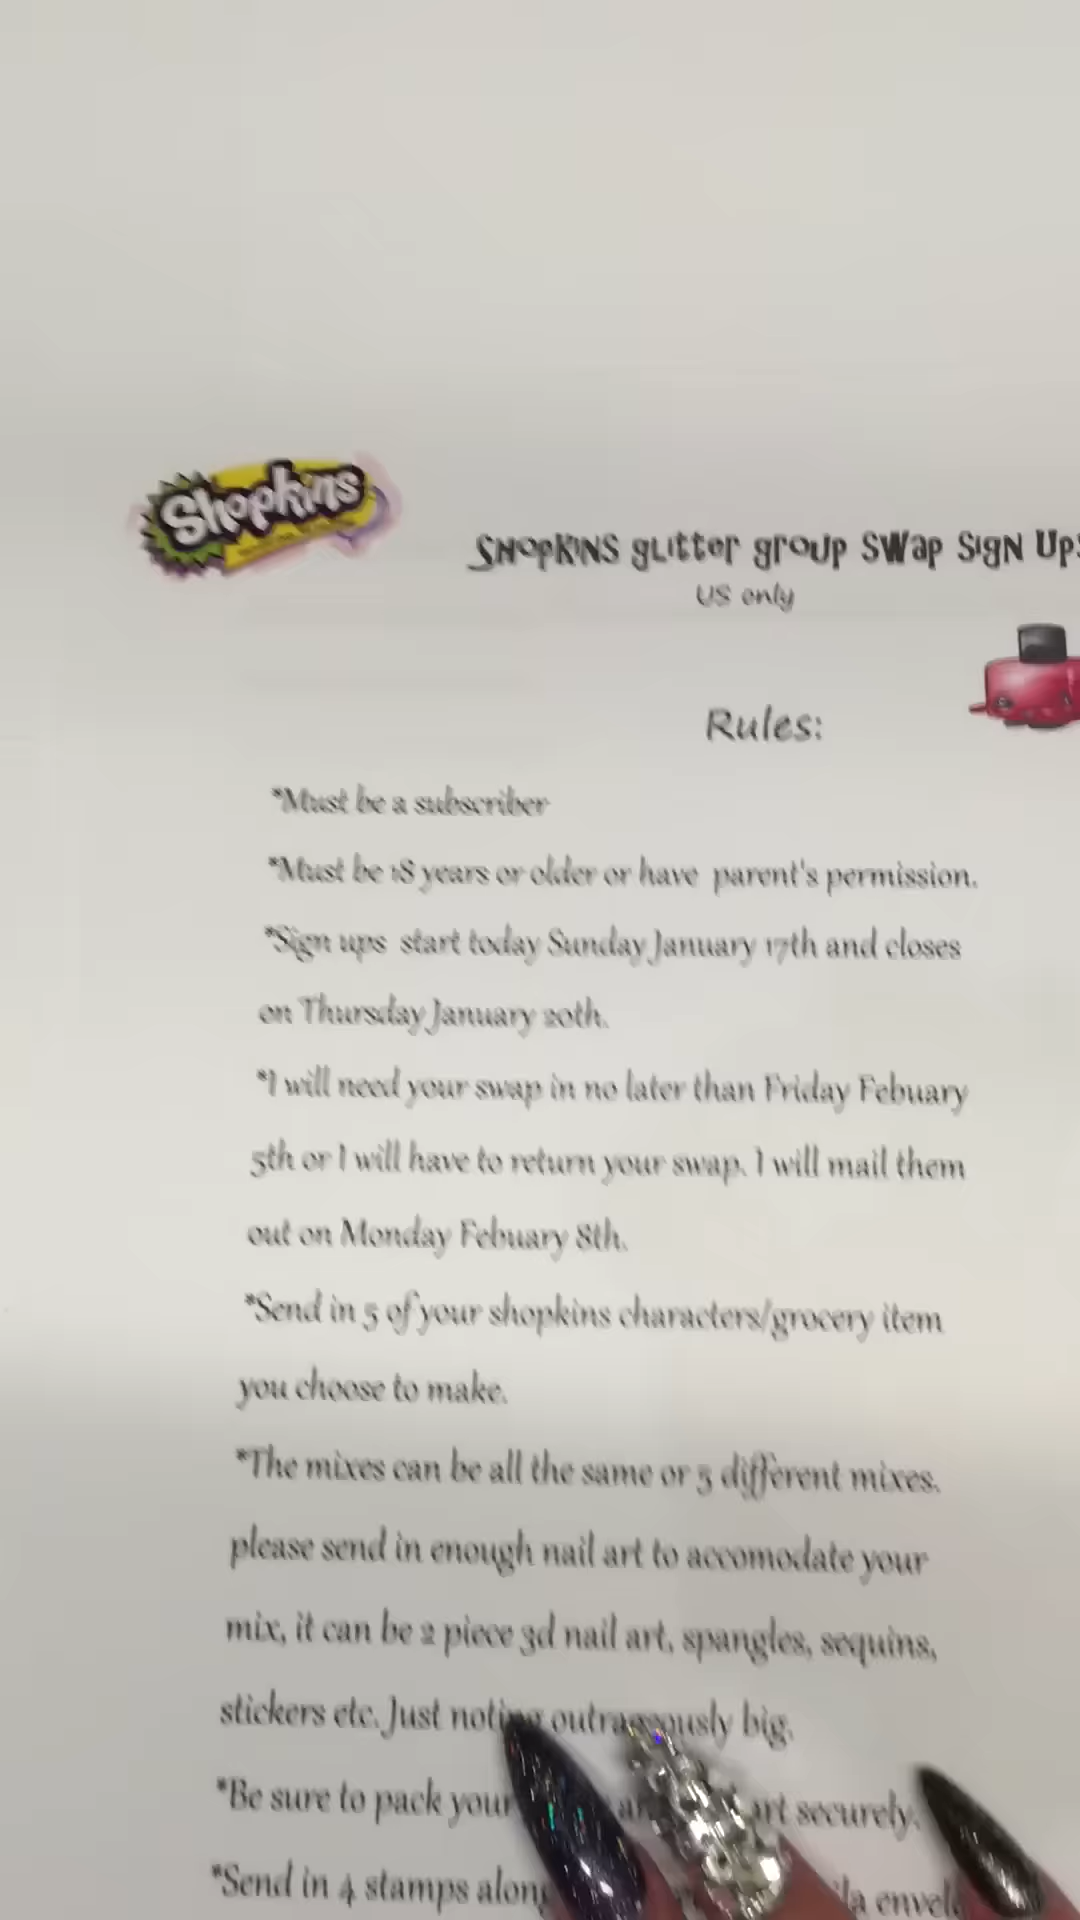 Shopkins
SHOPKINS glitter group SWap SigN Up
US only
Rules:
*Must be a subscriber
*Must be 18 years or older or have parent's permission.
*Sign ups start today Sunday January 17th and closes
on Thursday January 20th.
*I will need your swap in no later than Friday Febuary
5th or I will have to return your swap. I will mail them
out on Monday Febuary 8th.
*Send in 5 of your shopkins characters/grocery item
you choose to make.
*The mixes can be all the same or 5 different mixes.
please send in enough nail art to accomodate your
mix, it can be 2 piece 3d nail art, spangles, sequins,
stickers etc. Just noting outrageously big.
*Be sure to pack your art securely.
*Send in 4 stamps along